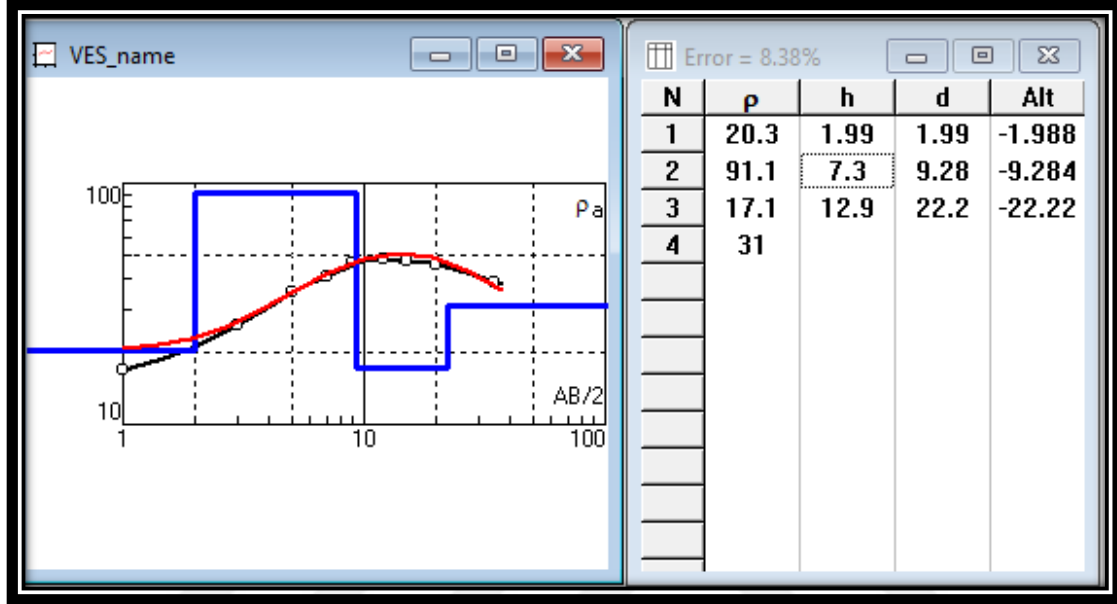 VES_name
100
ρa
AB/2
10
1 10 100
Error = 8.38%
N ρ h d Alt
1 20.3 1.99 1.99 -1.988
2 91.1 7.3 9.28 -9.284
3 17.1 12.9 22.2 -22.22
4 31